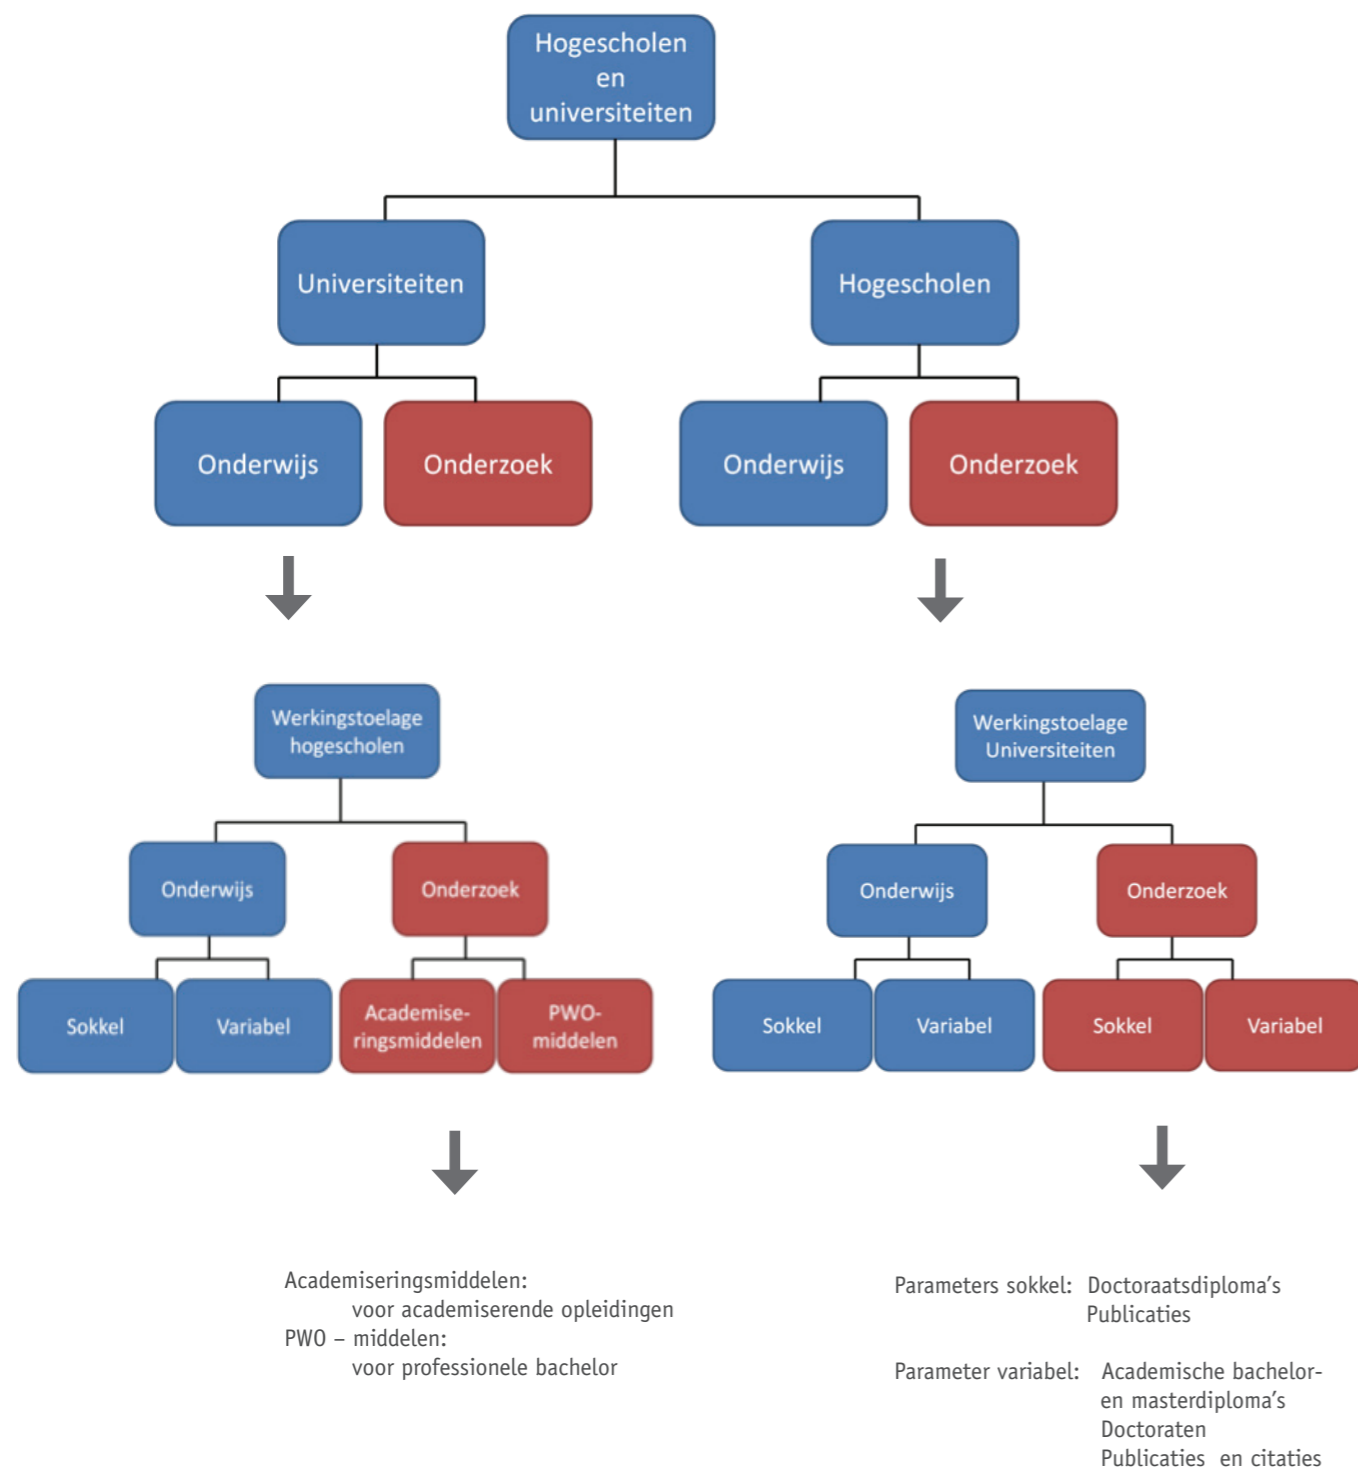 Hogescholen
en
universiteiten
Universiteiten
Hogescholen
Onderwijs
Onderzoek
Onderwijs
Onderzoek
Werkingstoelage
hogescholen
Werkingstoelage
Universiteiten
Onderwijs
Onderzoek
Onderwijs
Onderzoek
Sokkel
Variabel
Academise-
ringsmiddelen
PWO-
middelen
Sokkel
Variabel
Sokkel
Variabel
Academiseringsmiddelen:
voor academiserende opleidingen
PWO – middelen:
voor professionele bachelor
Parameters sokkel: Doctoraatsdiploma's
Publicaties
Parameter variabel: Academische bachelor-
en masterdiploma's
Doctoraten
Publicaties en citaties